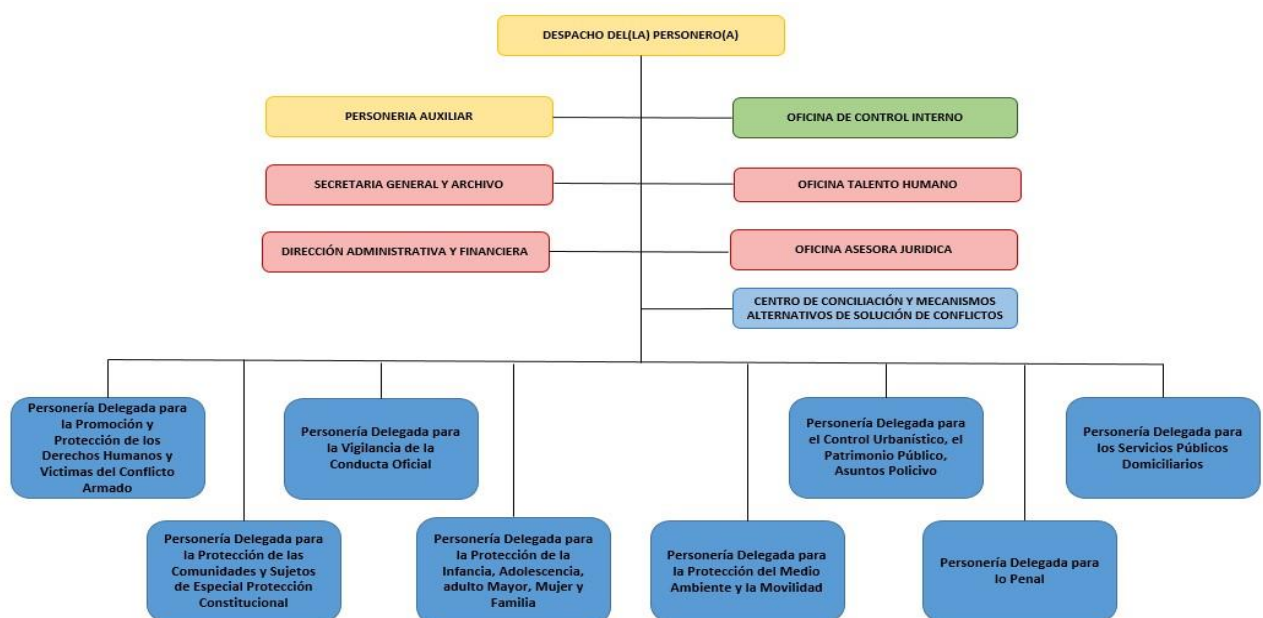 DESPACHO DEL(LA) PERSONERO(A)
PERSONERIA AUXILIAR
OFICINA DE CONTROL INTERNO
SECRETARIA GENERAL Y ARCHIVO
OFICINA TALENTO HUMANO
DIRECCIÓN ADMINISTRATIVA Y FINANCIERA
OFICINA ASESORA JURIDICA
CENTRO DE CONCILIACIÓN Y MECANISMOS
ALTERNATIVOS DE SOLUCIÓN DE CONFLICTOS
Personería Delegada para
la Promoción y
Protección de los
Derechos Humanos y
Victimas del Conflicto
Armado
Personería Delegada para
la Vigilancia de la
Conducta Oficial
Personería Delegada para
el Control Urbanístico, el
Patrimonio Público,
Asuntos Policivo
Personería Delegada para
los Servicios Públicos
Domiciliarios
Personería Delegada para
la Protección de las
Comunidades y Sujetos
de Especial Protección
Constitucional
Personería Delegada para
la Protección de la
Infancia, Adolescencia,
adulto Mayor, Mujer y
Familia
Personería Delegada para
la Protección del Medio
Ambiente y la Movilidad
Personería Delegada para
lo Penal